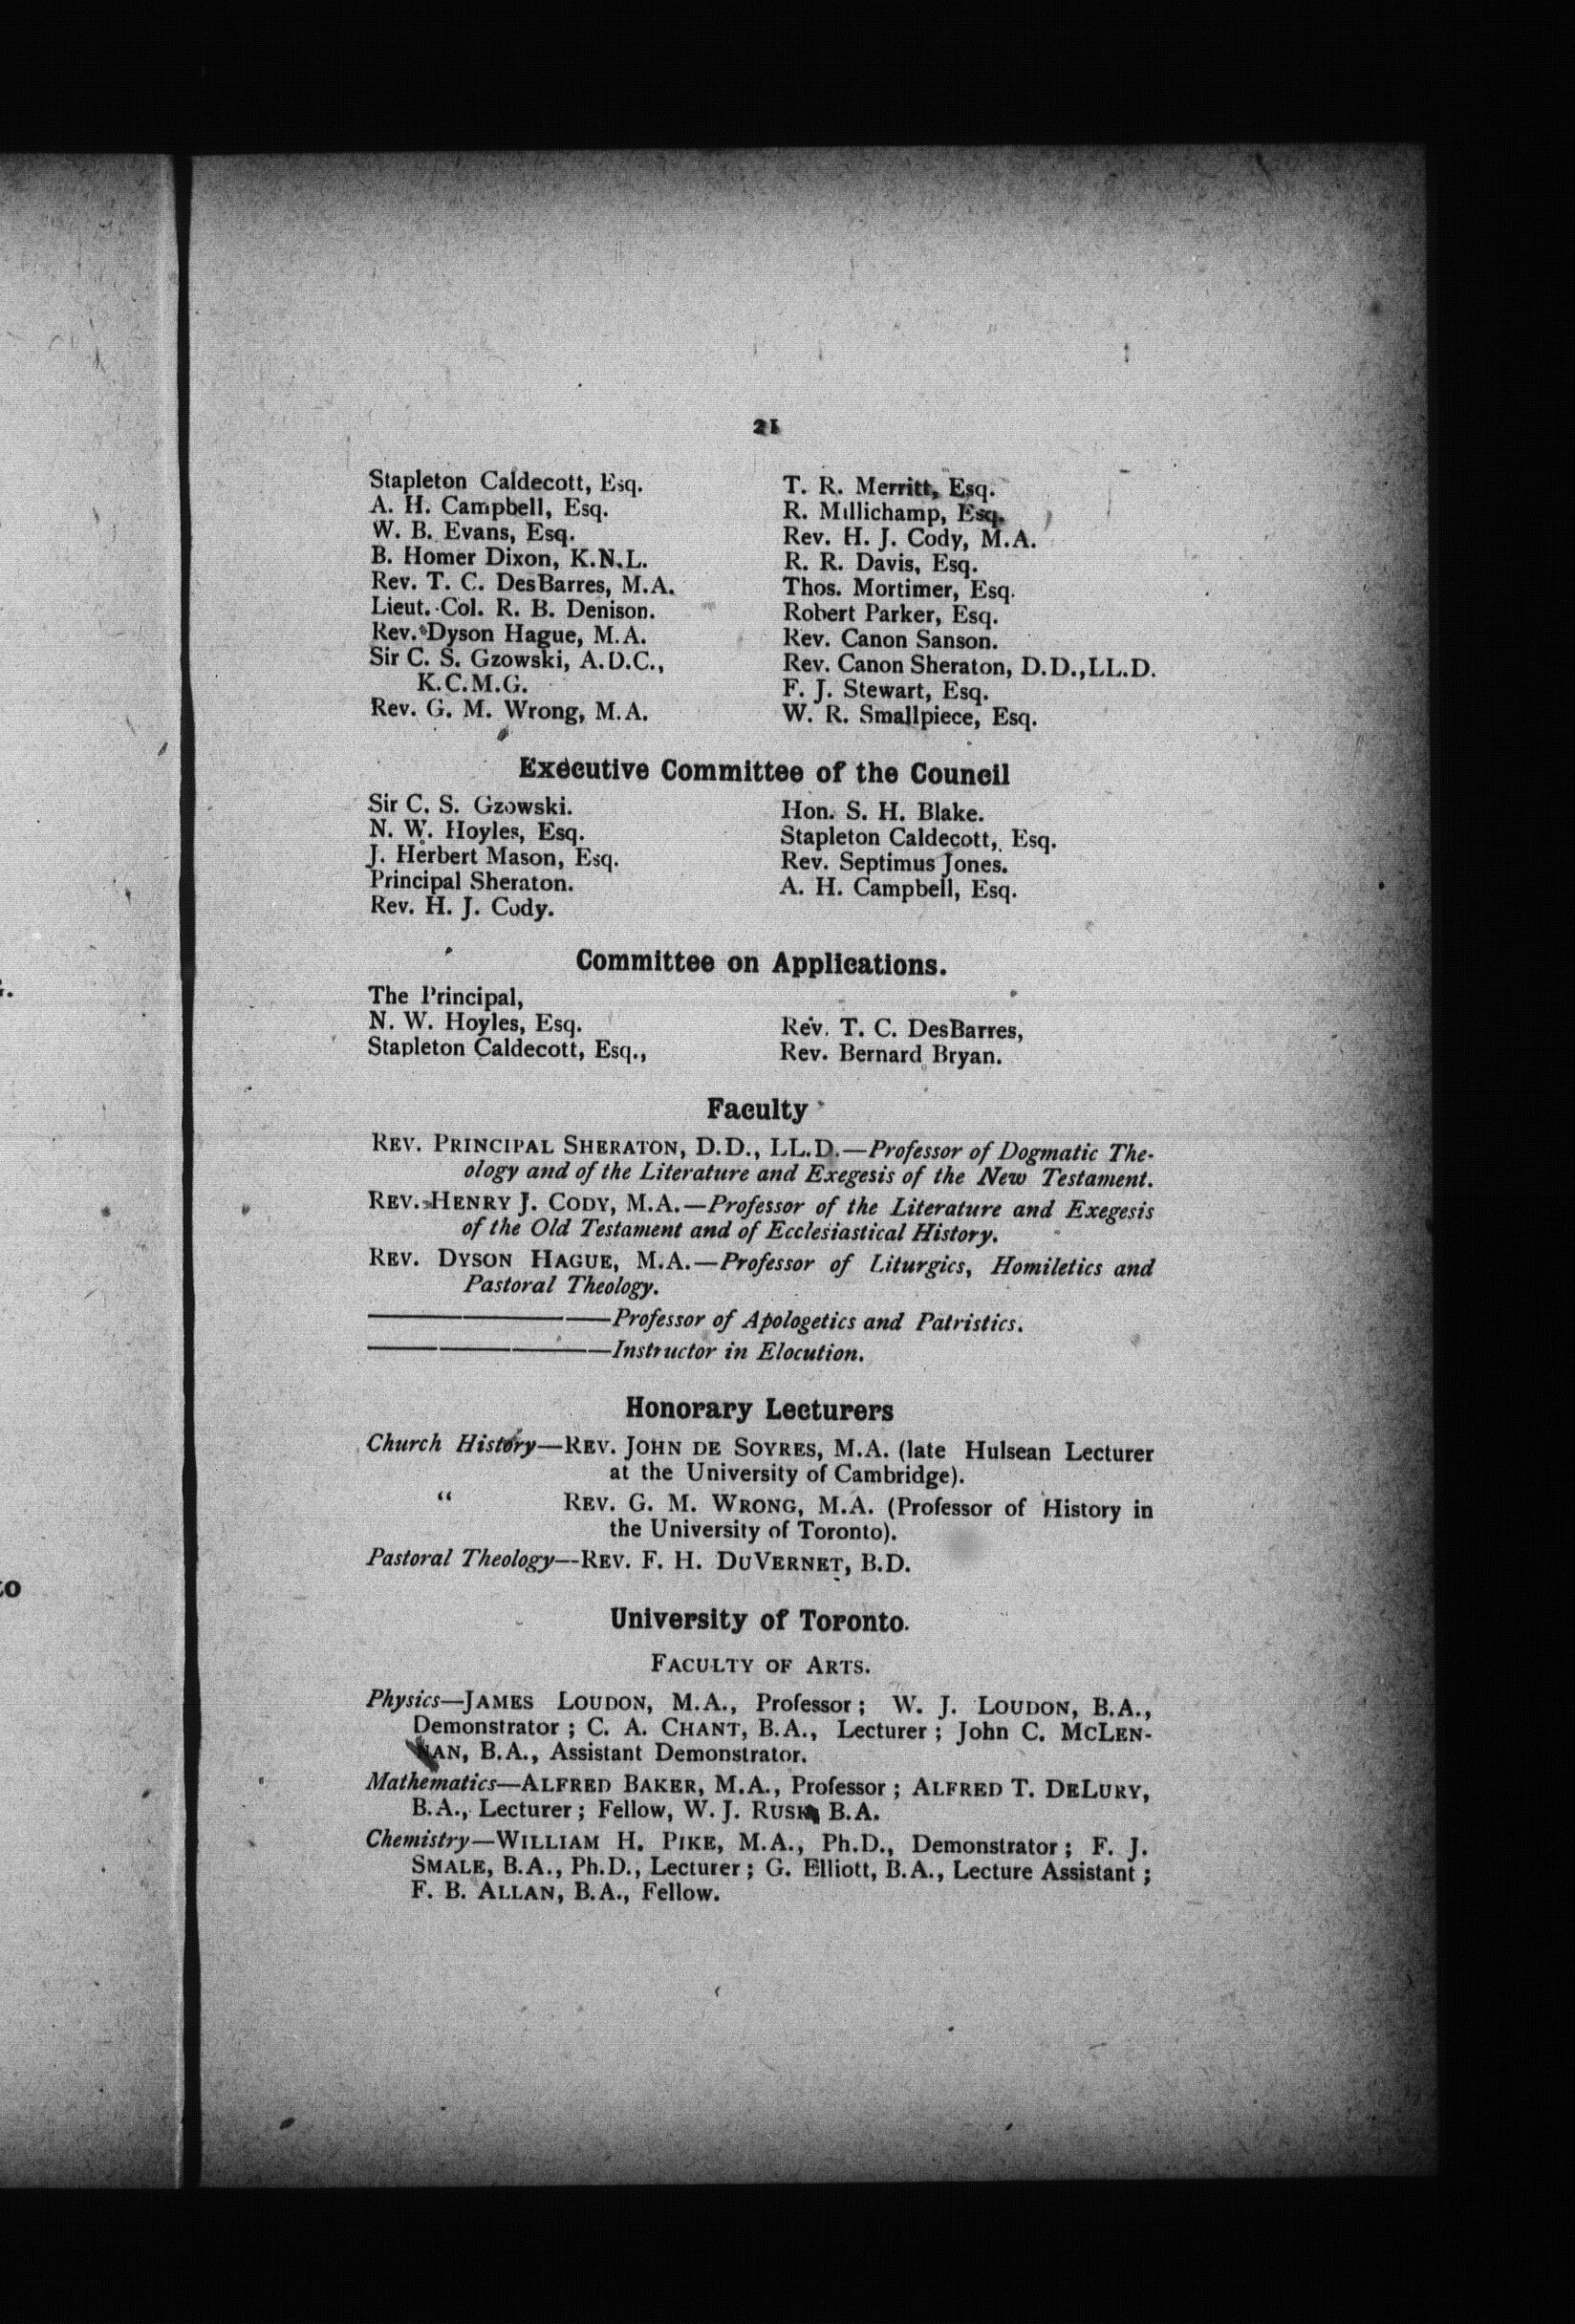 21
Stapleton Caldecott, Esq.
A. H. Campbell, Esq.
W. B. Evans, Esq.
B. Homer Dixon, K.N.L.
Rev. T. C. DesBarres, M.A.
Lieut.-Col. R. B. Denison.
Rev. Dyson Hague, M.A.
Sir C. S. Gzowski, A.D.C.,
K.C.M.G.
Rev. G. M. Wrong, M.A.
T. R. Merritt, Esq.
R. Millichamp, Esq.
Rev. H. J. Cody, M.A.
R. R. Davis, Esq.
Thos. Mortimer, Esq.
Robert Parker, Esq.
Rev. Canon Sanson.
Rev. Canon Sheraton, D.D.,LL.D.
F. J. Stewart, Esq.
W. R. Smallpiece, Esq.
Executive Committee of the Council
Sir C. S. Gzowski.
N. W. Hoyles, Esq.
J. Herbert Mason, Esq.
Principal Sheraton.
Rev. H. J. Cody.
Hon. S. H. Blake.
Stapleton Caldecott, Esq.
Rev. Septimus Jones.
A. H. Campbell, Esq.
Committee on Applications.
The Principal,
N. W. Hoyles, Esq.
Stapleton Caldecott, Esq.,
Rev. T. C. DesBarres,
Rev. Bernard Bryan.
Faculty
REV. PRINCIPAL SHERATON, D.D., LL.D.—Professor of Dogmatic The-
ology and of the Literature and Exegesis of the New Testament.
REV. HENRY J. CODY, M.A.—Professor of the Literature and Exegesis
of the Old Testament and of Ecclesiastical History.
REV. DYSON HAGUE, M.A.—Professor of Liturgics, Homiletics and
Pastoral Theology.
————Professor of Apologetics and Patristics.
————Instructor in Elocution.
Honorary Lecturers
Church History—REV. JOHN DE SOYRES, M.A. (late Hulsean Lecturer
at the University of Cambridge).
“ REV. G. M. WRONG, M.A. (Professor of History in
the University of Toronto).
Pastoral Theology—-REV. F. H. DUVERNET, B.D.
University of Toronto.
FACULTY OF ARTS.
Physics—JAMES LOUDON, M.A., Professor; W. J. LOUDON, B.A.,
Demonstrator; C. A. CHANT, B.A., Lecturer; John C. MCLEN-
NAN, B.A., Assistant Demonstrator.
Mathematics—ALFRED BAKER, M.A., Professor; ALFRED T. DELURY,
B.A., Lecturer; Fellow, W. J. RUSK, B.A.
Chemistry—WILLIAM H. PIKE, M.A., Ph.D., Demonstrator; F. J.
SMALE, B.A., Ph.D., Lecturer; G. Elliott, B.A., Lecture Assistant;
F. B. ALLAN, B.A., Fellow.